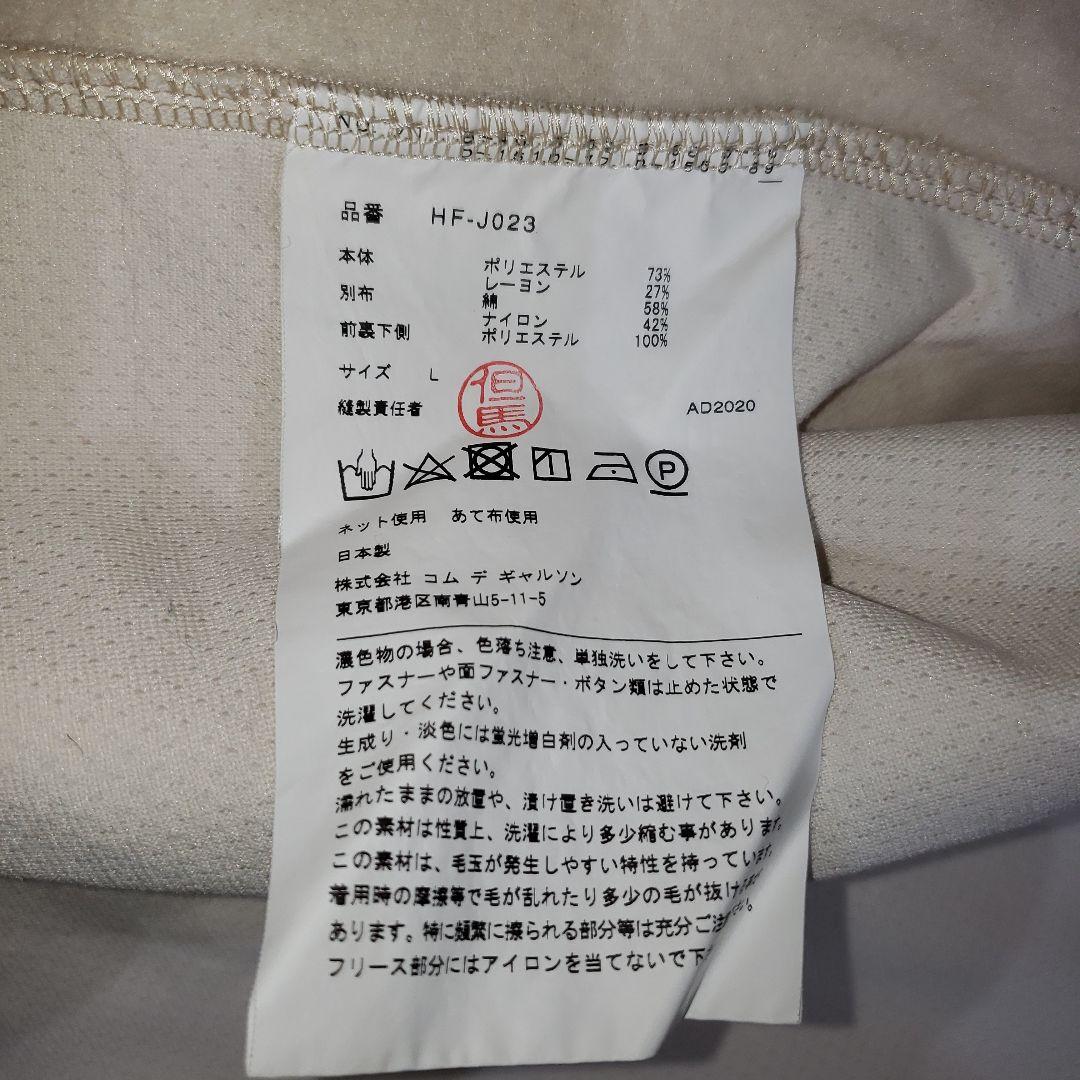 品番 HF-J023
本体 ポリエステル 73%
レーヨン 27%
別布 綿 58%
ナイロン 42%
前裏下側 ポリエステル 100%
サイズ L
縫製責任者 但馬 AD2020
P
ネット使用 あて布使用
日本製
株式会社 コム デ ギャルソン
東京都港区南青山5-11-5
濃色物の場合、色落ち注意、単独洗いをして下さい。
ファスナーや面ファスナー・ボタン類は止めた状態で
洗濯してください。
生成り・淡色には蛍光増白剤の入っていない洗剤
をご使用ください。
濡れたままの放置や、漬け置き洗いは避けて下さい。
この素材は性質上、洗濯により多少縮む事があります
この素材は、毛玉が発生しやすい特性を持っています
着用時の摩擦等で毛が乱れたり多少の毛が抜ける
あります。特に頻繁に擦られる部分等は充分ご注
フリース部分にはアイロンを当てないで下